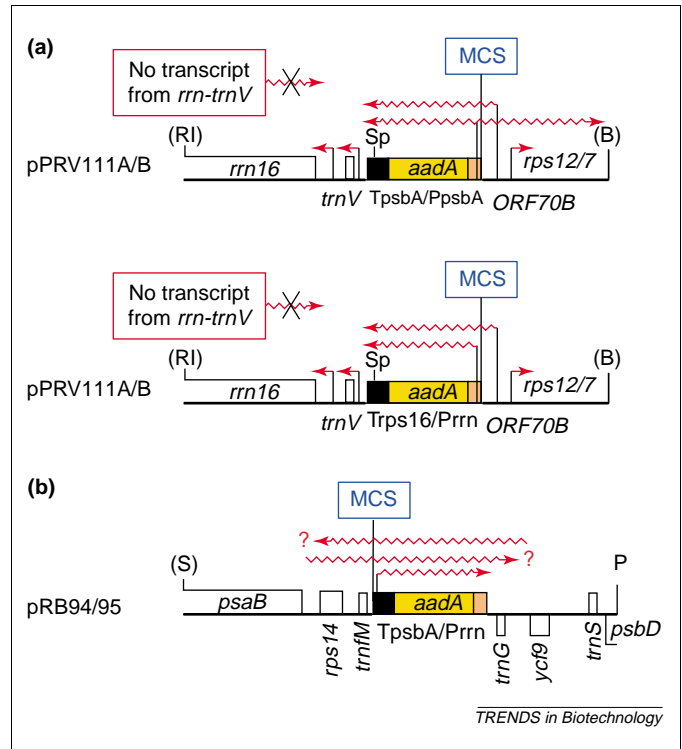 (a)
No transcript
from rrn-trnV
MCS
(RI)
Sp
(B)
pPRV111A/B
rrn16
aadA
rps12/7
trnV
TpsbA/PpsbA
ORF70B
No transcript
from rrn-trnV
MCS
(RI)
Sp
(B)
pPRV111A/B
rrn16
aadA
rps12/7
trnV
Trps16/Prrn
ORF70B
(b)
MCS
?
?
(S)
P
pRB94/95
psaB
aadA
rps14
trnfM
TpsbA/Prrn
trnG
ycf9
trnS
psbD
TRENDS in Biotechnology